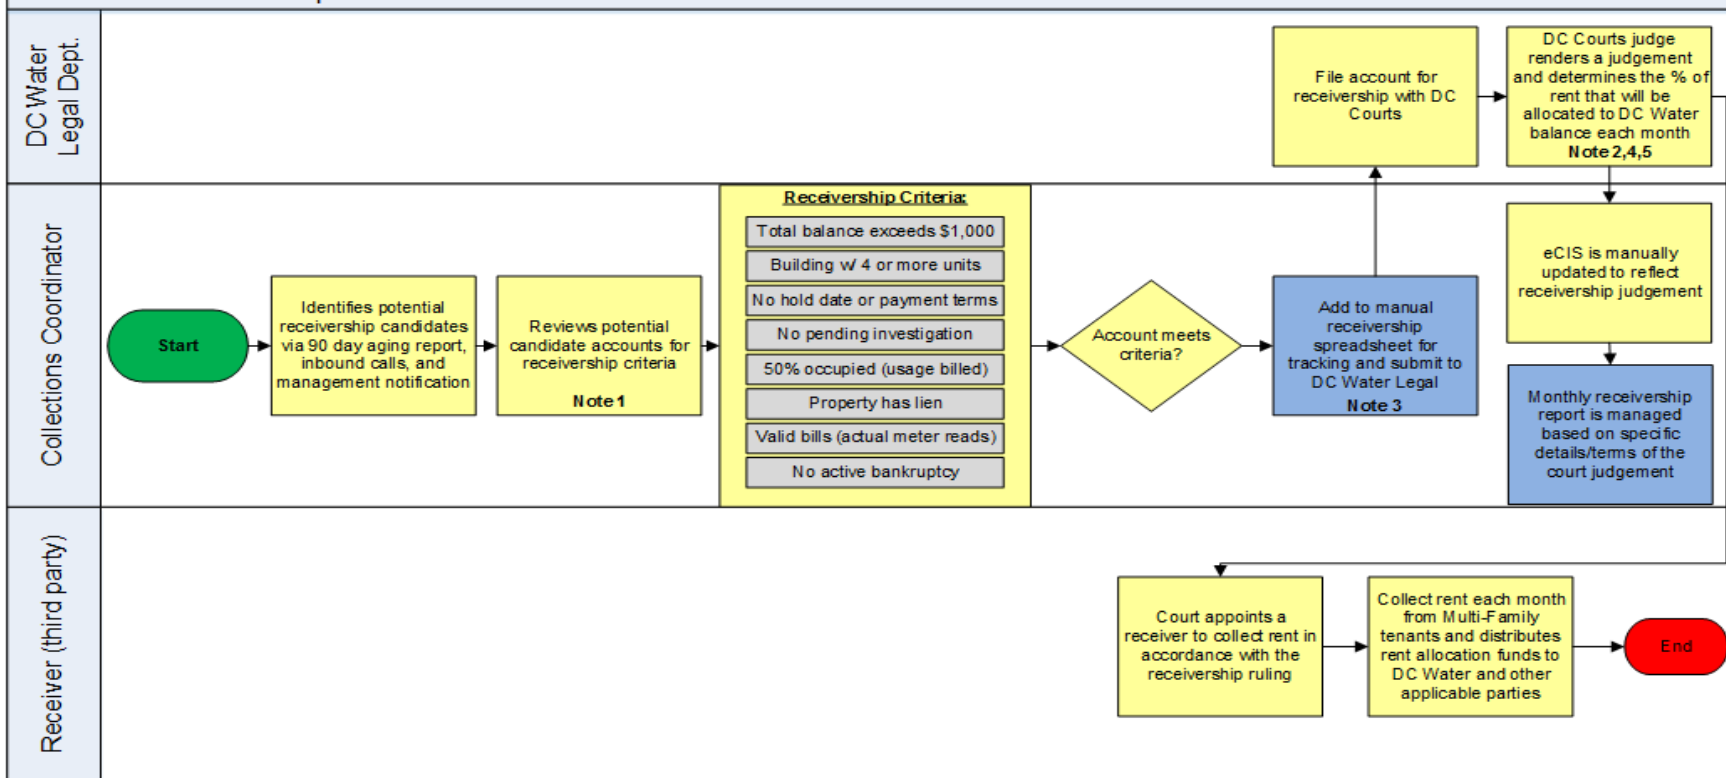 DC Water
Legal Dept.
File account for
receivership with DC
Courts
DC Courts judge
renders a judgement
and determines the % of
rent that will be
allocated to DC Water
balance each month
Note 2,4,5
Collections Coordinator
Start
Identifies potential
receivership candidates
via 90 day aging report,
inbound calls, and
management notification
Reviews potential
candidate accounts for
receivership criteria
Note 1
Receivership Criteria:
Total balance exceeds $1,000
Building w/ 4 or more units
No hold date or payment terms
No pending investigation
50% occupied (usage billed)
Property has lien
Valid bills (actual meter reads)
No active bankruptcy
Account meets
criteria?
Add to manual
receivership
spreadsheet for
tracking and submit to
DC Water Legal
Note 3
eCIS is manually
updated to reflect
receivership judgement
Monthly receivership
report is managed
based on specific
details/terms of the
court judgement
Receiver (third party)
Court appoints a
receiver to collect rent in
accordance with the
receivership ruling
Collect rent each month
from Multi-Family
tenants and distributes
rent allocation funds to
DC Water and other
applicable parties
End